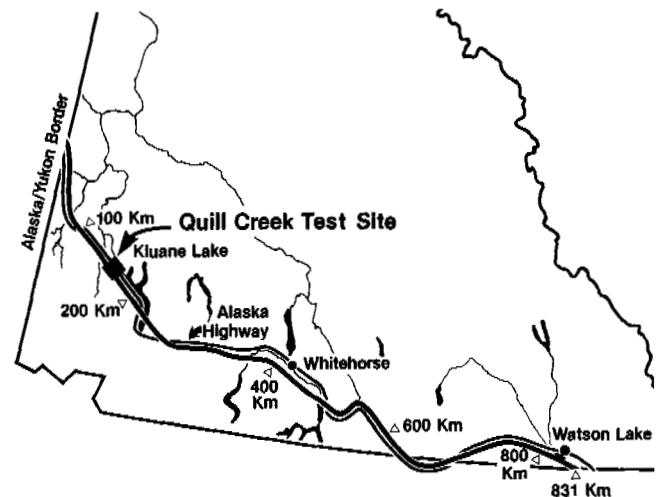 Alaska/Yukon Border
100 Km
Quill Creek Test Site
Kluane Lake
200 Km
Alaska
Highway
Whitehorse
400
Km
600 Km
Watson Lake
800
Km
831 Km